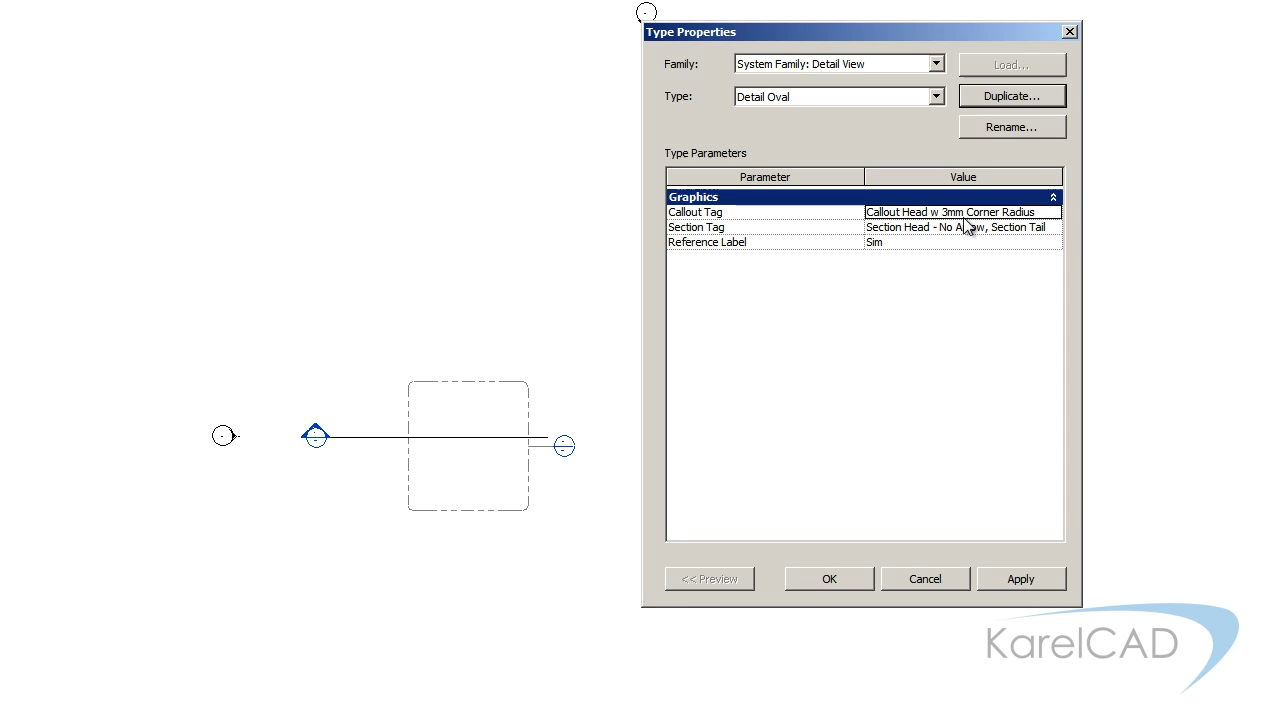 Type Properties
Family: System Family: Detail View Load...
Type: Detail Oval Duplicate...
Rename...
Type Parameters
Parameter Value
Graphics
Callout Tag Callout Head w 3mm Corner Radius
Section Tag Section Head - No Arrow, Section Tail
Reference Label Sim
<< Preview OK Cancel Apply
KarelCAD